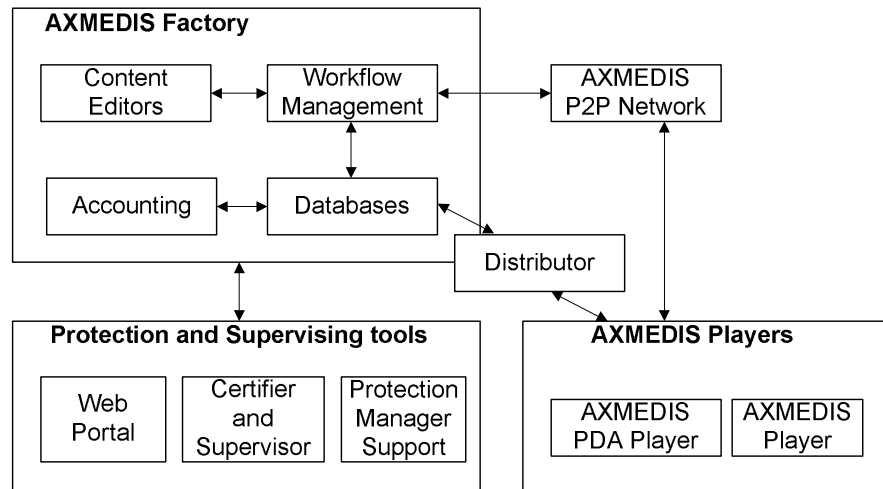 AXMEDIS Factory
Content
Editors
Workflow
Management
AXMEDIS
P2P Network
Accounting
Databases
Distributor
Protection and Supervising tools
Web
Portal
Certifier
and
Supervisor
Protection
Manager
Support
AXMEDIS Players
AXMEDIS
PDA Player
AXMEDIS
Player